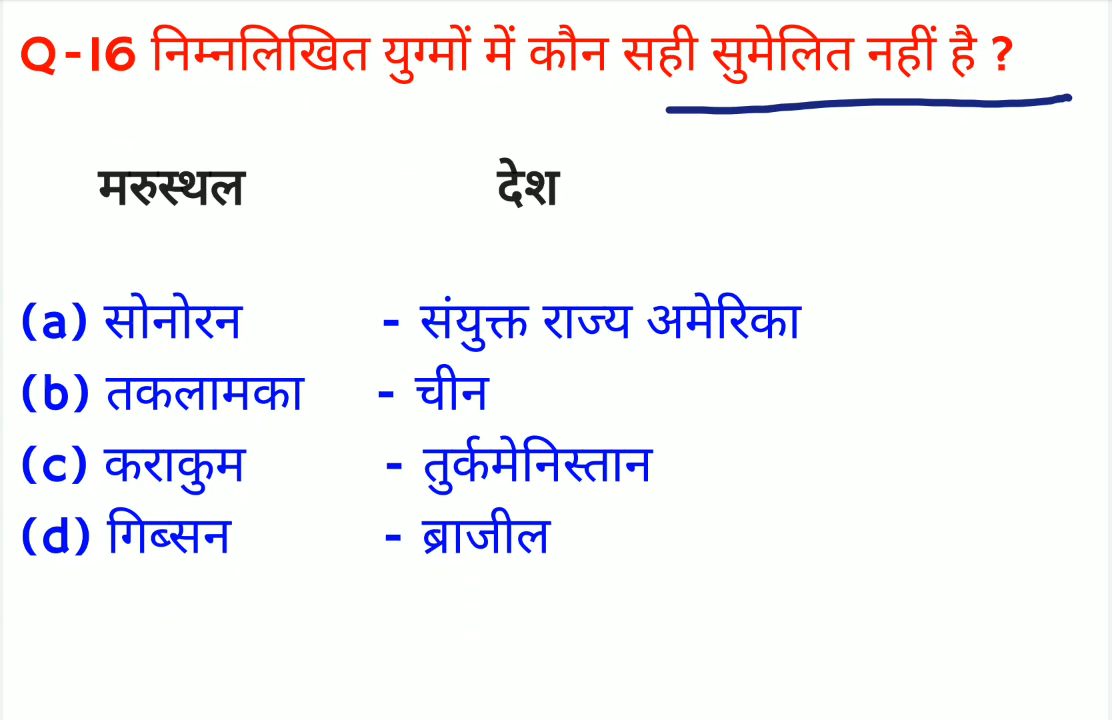 Q-16 निम्नलिखित युग्मों में कौन सही सुमेलित नहीं है ?
मरुस्थल देश
(a) सोनोरन - संयुक्त राज्य अमेरिका
(b) तकलामका - चीन
(c) कराकुम - तुर्कमेनिस्तान
(d) गिब्सन - ब्राजील